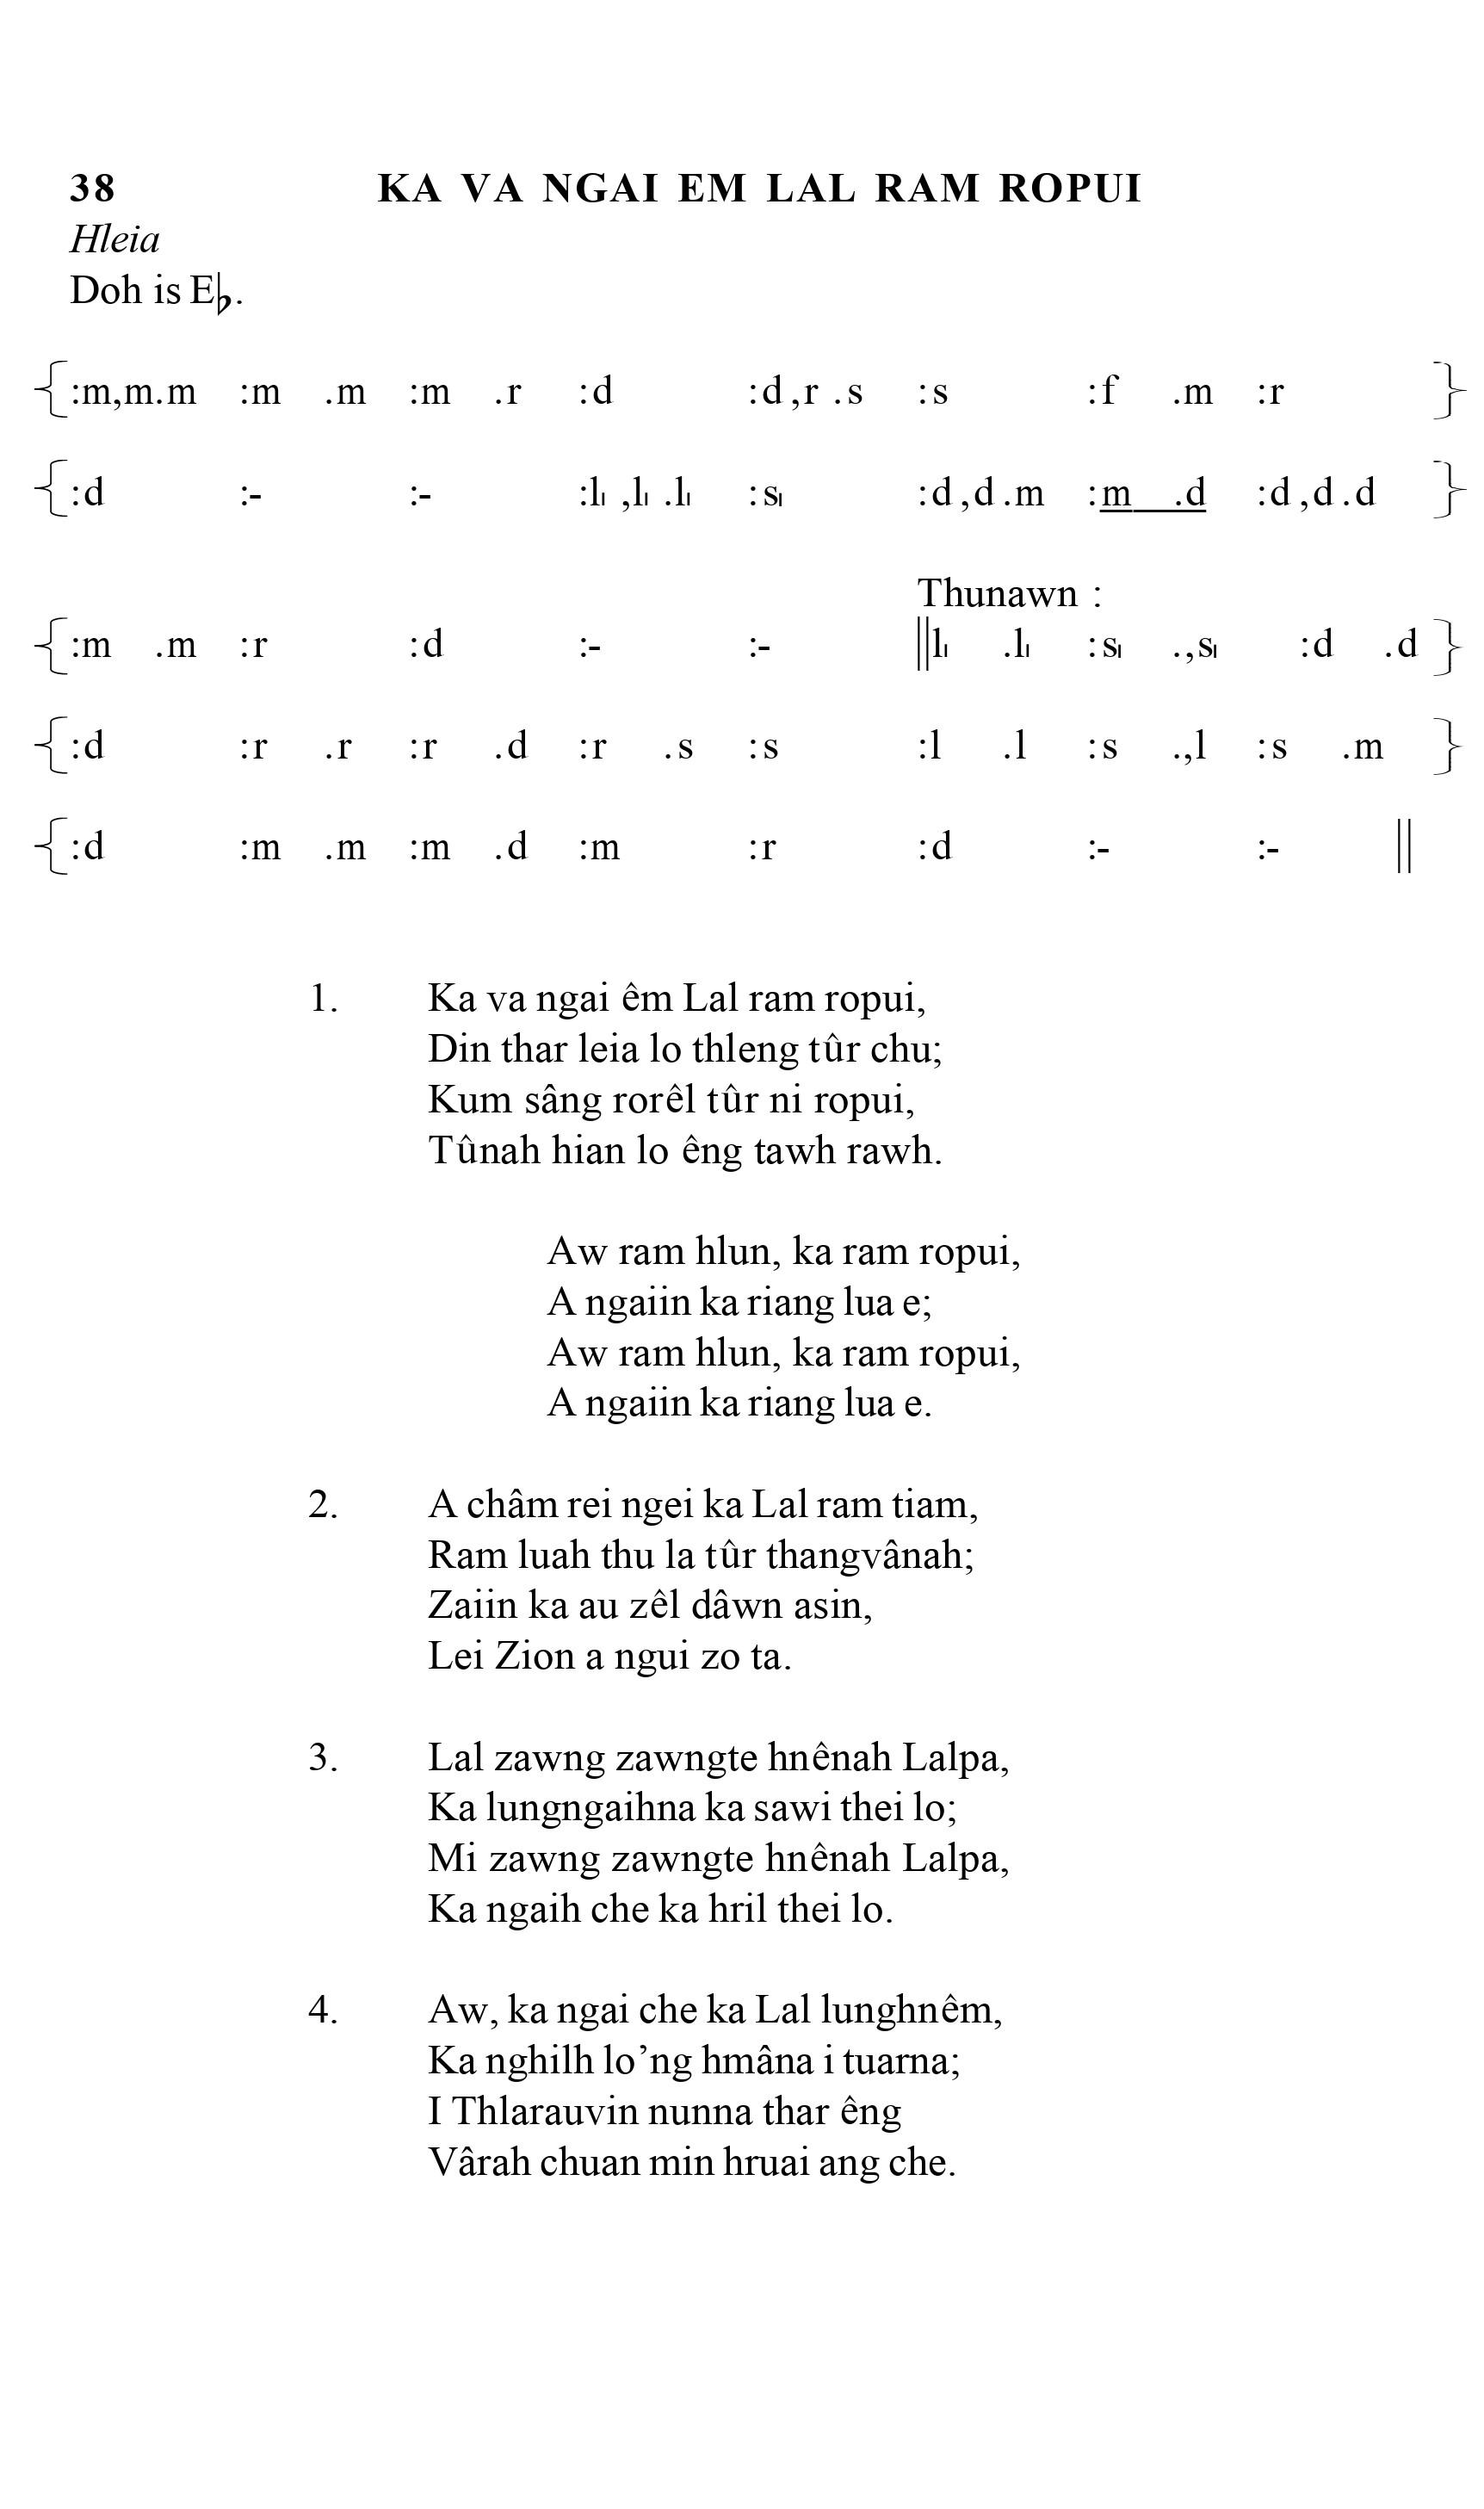 38 KA VA NGAI EM LAL RAM ROPUI
Hleia
Doh is E♭.
{:m,m.m :m .m :m .r :d :d ,r .s :s :f .m :r }
{:d :- :- :l₁ ,l₁ .l₁ :s₁ :d ,d .m :m .d :d ,d .d }
Thunawn :
{:m .m :r :d :- :- ‖l₁ .l₁ :s₁ .,s₁ :d .d }
{:d :r .r :r .d :r .s :s :l .l :s .,l :s .m }
{:d :m .m :m .d :m :r :d :- :- ‖
1. Ka va ngai êm Lal ram ropui,
Din thar leia lo thleng tûr chu;
Kum sâng rorêl tûr ni ropui,
Tûnah hian lo êng tawh rawh.
Aw ram hlun, ka ram ropui,
A ngaiin ka riang lua e;
Aw ram hlun, ka ram ropui,
A ngaiin ka riang lua e.
2. A châm rei ngei ka Lal ram tiam,
Ram luah thu la tûr thangvânah;
Zaiin ka au zêl dâwn asin,
Lei Zion a ngui zo ta.
3. Lal zawng zawngte hnênah Lalpa,
Ka lungngaihna ka sawi thei lo;
Mi zawng zawngte hnênah Lalpa,
Ka ngaih che ka hril thei lo.
4. Aw, ka ngai che ka Lal lunghnêm,
Ka nghilh lo’ng hmâna i tuarna;
I Thlarauvin nunna thar êng
Vârah chuan min hruai ang che.